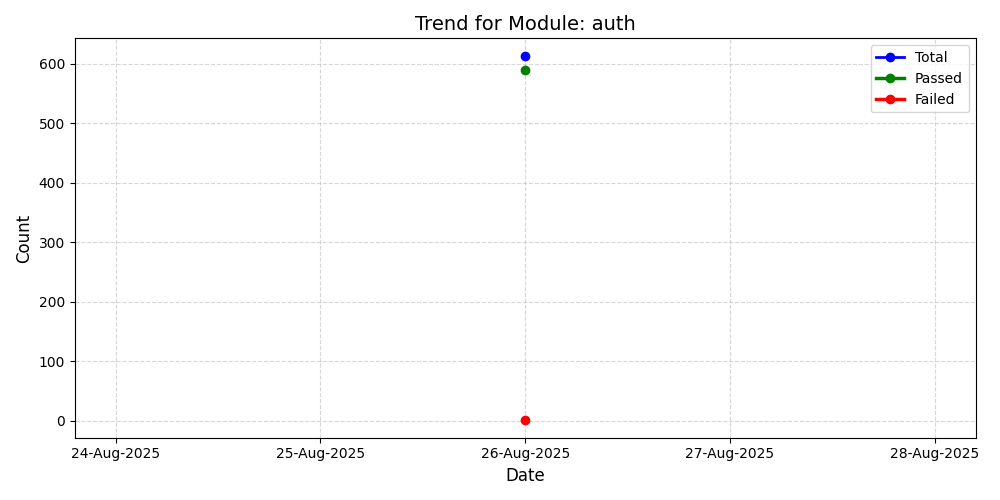 Trend for Module: auth
Total
Passed
Failed
600
500
400
300
200
100
0
Count
24-Aug-2025
25-Aug-2025
26-Aug-2025
27-Aug-2025
28-Aug-2025
Date